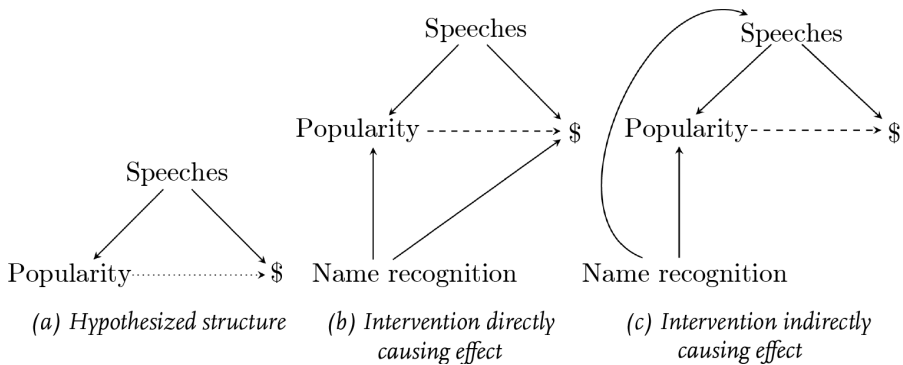 Speeches
Popularity
$
(a) Hypothesized structure
Speeches
Popularity
$
Name recognition
(b) Intervention directly
causing effect
Speeches
Popularity
$
Name recognition
(c) Intervention indirectly
causing effect